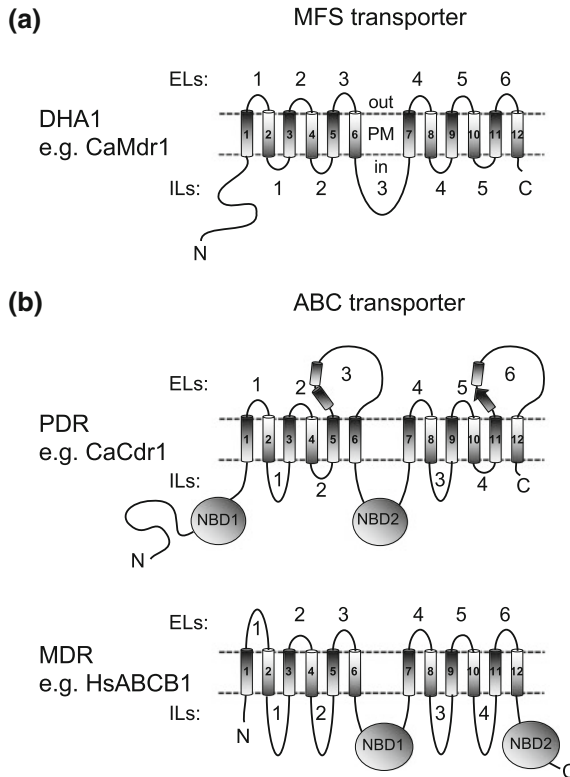 (a)
MFS transporter
ELs: 1 2 3 4 5 6
out
DHA1
e.g. CaMdr1
PM
1 2 3 4 5 6 7 8 9 10 11 12
in
ILs: 1 2 3 4 5
C
N
(b)
ABC transporter
ELs: 1 2 3 4 5 6
PDR
e.g. CaCdr1
1 2 3 4 5 6 7 8 9 10 11 12
ILs: 1 2 3 4
C
NBD1
NBD2
N
ELs: 1 2 3 4 5 6
MDR
e.g. HsABCB1
1 2 3 4 5 6 7 8 9 10 11 12
ILs: 1 2 3 4
N
NBD1
NBD2
C